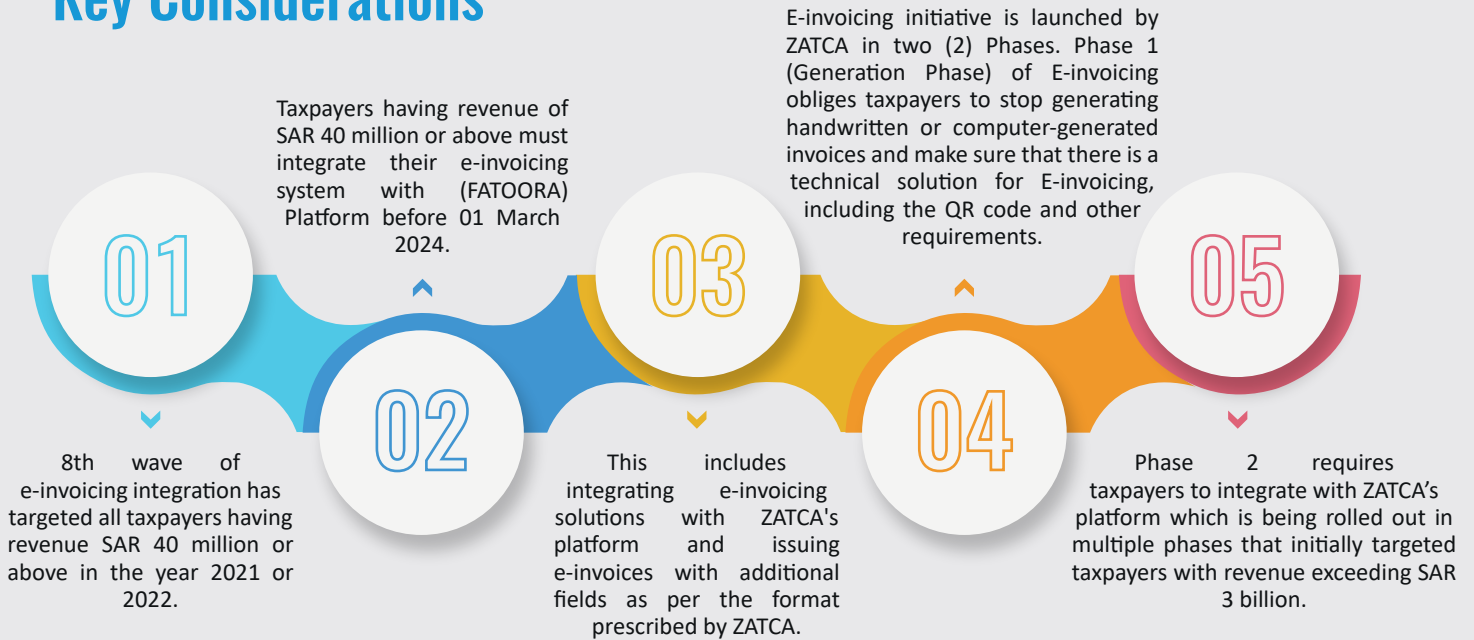 Key Considerations
01
8th wave of
e-invoicing integration has
targeted all taxpayers having
revenue SAR 40 million or
above in the year 2021 or
2022.
Taxpayers having revenue of
SAR 40 million or above must
integrate their e-invoicing
system with (FATOORA)
Platform before 01 March
2024.
02
03
This includes
integrating e-invoicing
solutions with ZATCA's
platform and issuing
e-invoices with additional
fields as per the format
prescribed by ZATCA.
E-invoicing initiative is launched by
ZATCA in two (2) Phases. Phase 1
(Generation Phase) of E-invoicing
obliges taxpayers to stop generating
handwritten or computer-generated
invoices and make sure that there is a
technical solution for E-invoicing,
including the QR code and other
requirements.
04
05
Phase 2 requires
taxpayers to integrate with ZATCA’s
platform which is being rolled out in
multiple phases that initially targeted
taxpayers with revenue exceeding SAR
3 billion.